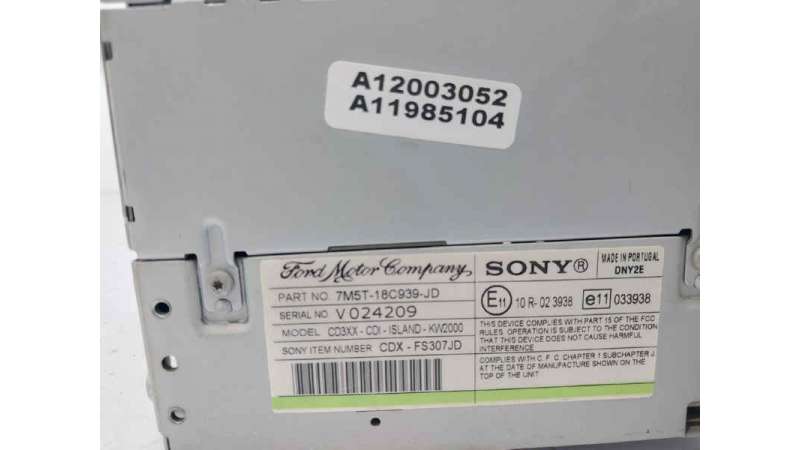 A12003052
A11985104
Ford Motor Company
PART NO. 7M5T-18C939-JD
SERIAL NO V024209
MODEL CD3XX - CDI - ISLAND - KW2000
SONY ITEM NUMBER CDX - FS307JD
SONY®
MADE IN PORTUGAL
DNY2E
E11 10 R- 02 3938 e11 033938
THIS DEVICE COMPLIES WITH PART 15 OF THE FCC
RULES. OPERATION IS SUBJECT TO THE CONDITION
THAT THIS DEVICE DOES NOT CAUSE HARMFUL
INTERFERENCE
COMPLIES WITH C. F. C. CHAPTER 1 SUBCHAPTER J.
AT THE DATE OF MANUFACTURE SHOWN ON THE
TOP OF THE UNIT